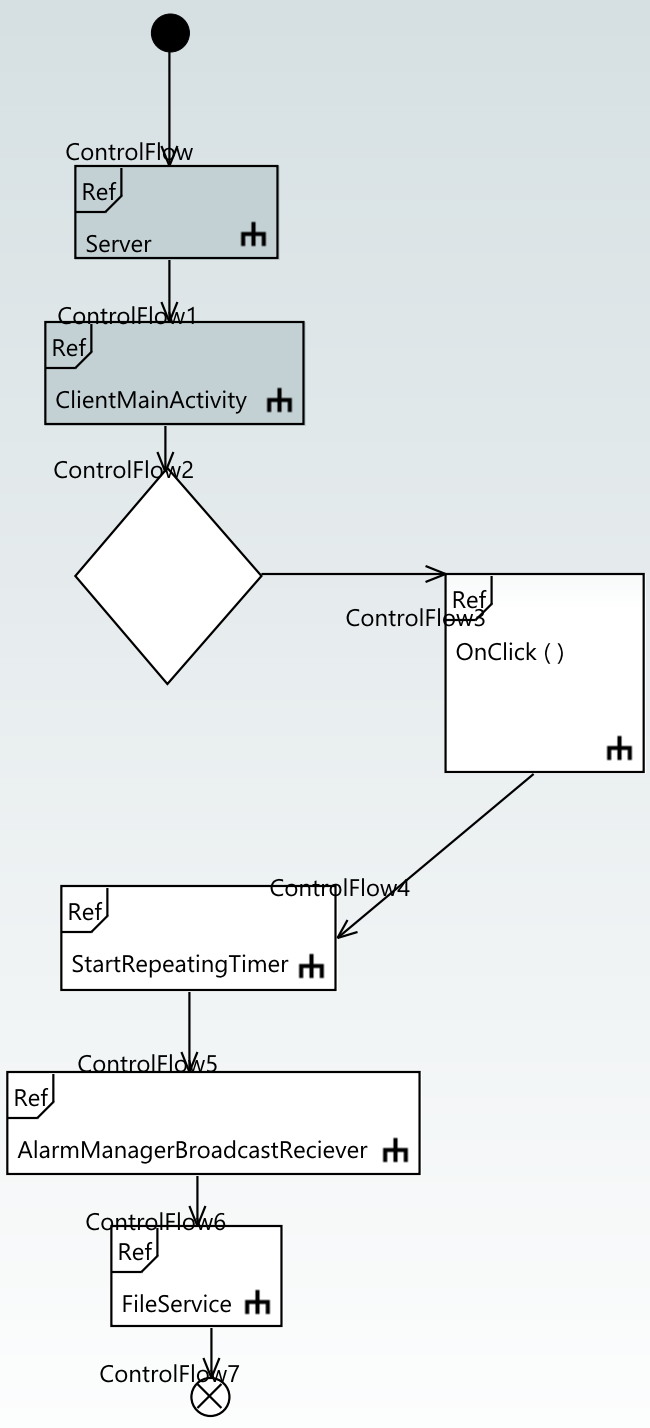 ControlFlow
Ref
Server
ControlFlow1
Ref
ClientMainActivity
ControlFlow2
Ref
ControlFlow3
OnClick ( )
ControlFlow4
Ref
StartRepeatingTimer
ControlFlow5
Ref
AlarmManagerBroadcastReciever
ControlFlow6
Ref
FileService
ControlFlow7